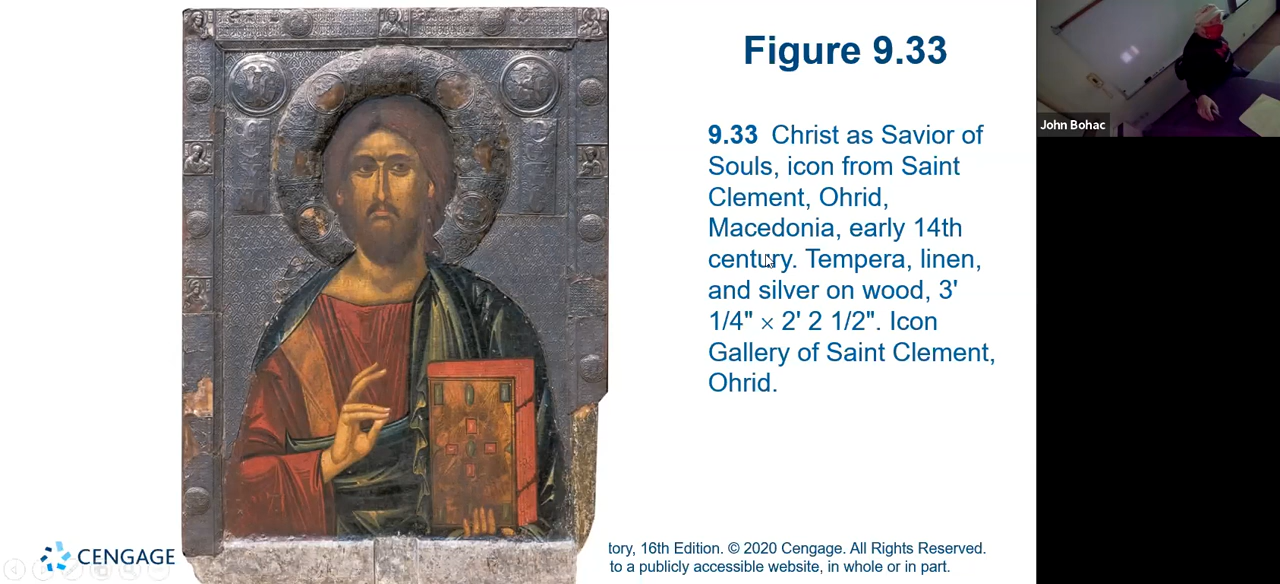 Figure 9.33
9.33 Christ as Savior of
Souls, icon from Saint
Clement, Ohrid,
Macedonia, early 14th
century. Tempera, linen,
and silver on wood, 3'
1/4" × 2' 2 1/2". Icon
Gallery of Saint Clement,
Ohrid.
CENGAGE
tory, 16th Edition. © 2020 Cengage. All Rights Reserved.
to a publicly accessible website, in whole or in part.
John Bohac